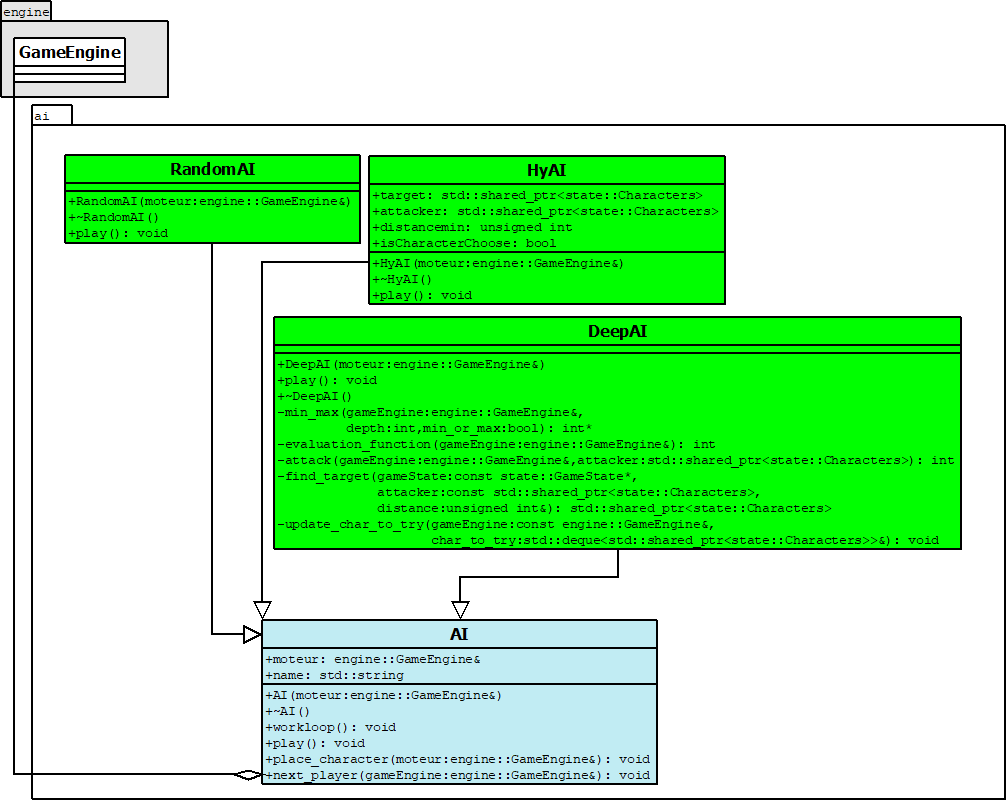 engine
GameEngine
ai
RandomAI
+RandomAI(moteur:engine::GameEngine&)
+~RandomAI()
+play(): void
HyAI
+target: std::shared_ptr<state::Characters>
+attacker: std::shared_ptr<state::Characters>
+distancemin: unsigned int
+isCharacterChoose: bool
+HyAI(moteur:engine::GameEngine&)
+~HyAI()
+play(): void
DeepAI
+DeepAI(moteur:engine::GameEngine&)
+play(): void
+~DeepAI()
-min_max(gameEngine:engine::GameEngine&,
depth:int,min_or_max:bool): int*
-evaluation_function(gameEngine:engine::GameEngine&): int
-attack(gameEngine:engine::GameEngine&,attacker:std::shared_ptr<state::Characters>): int
-find_target(gameState:const state::GameState*,
attacker:const std::shared_ptr<state::Characters>,
distance:unsigned int&): std::shared_ptr<state::Characters>
-update_char_to_try(gameEngine:const engine::GameEngine&,
char_to_try:std::deque<std::shared_ptr<state::Characters>>&): void
AI
+moteur: engine::GameEngine&
+name: std::string
+AI(moteur:engine::GameEngine&)
+~AI()
+workloop(): void
+play(): void
+place_character(moteur:engine::GameEngine&): void
+next_player(gameEngine:engine::GameEngine&): void